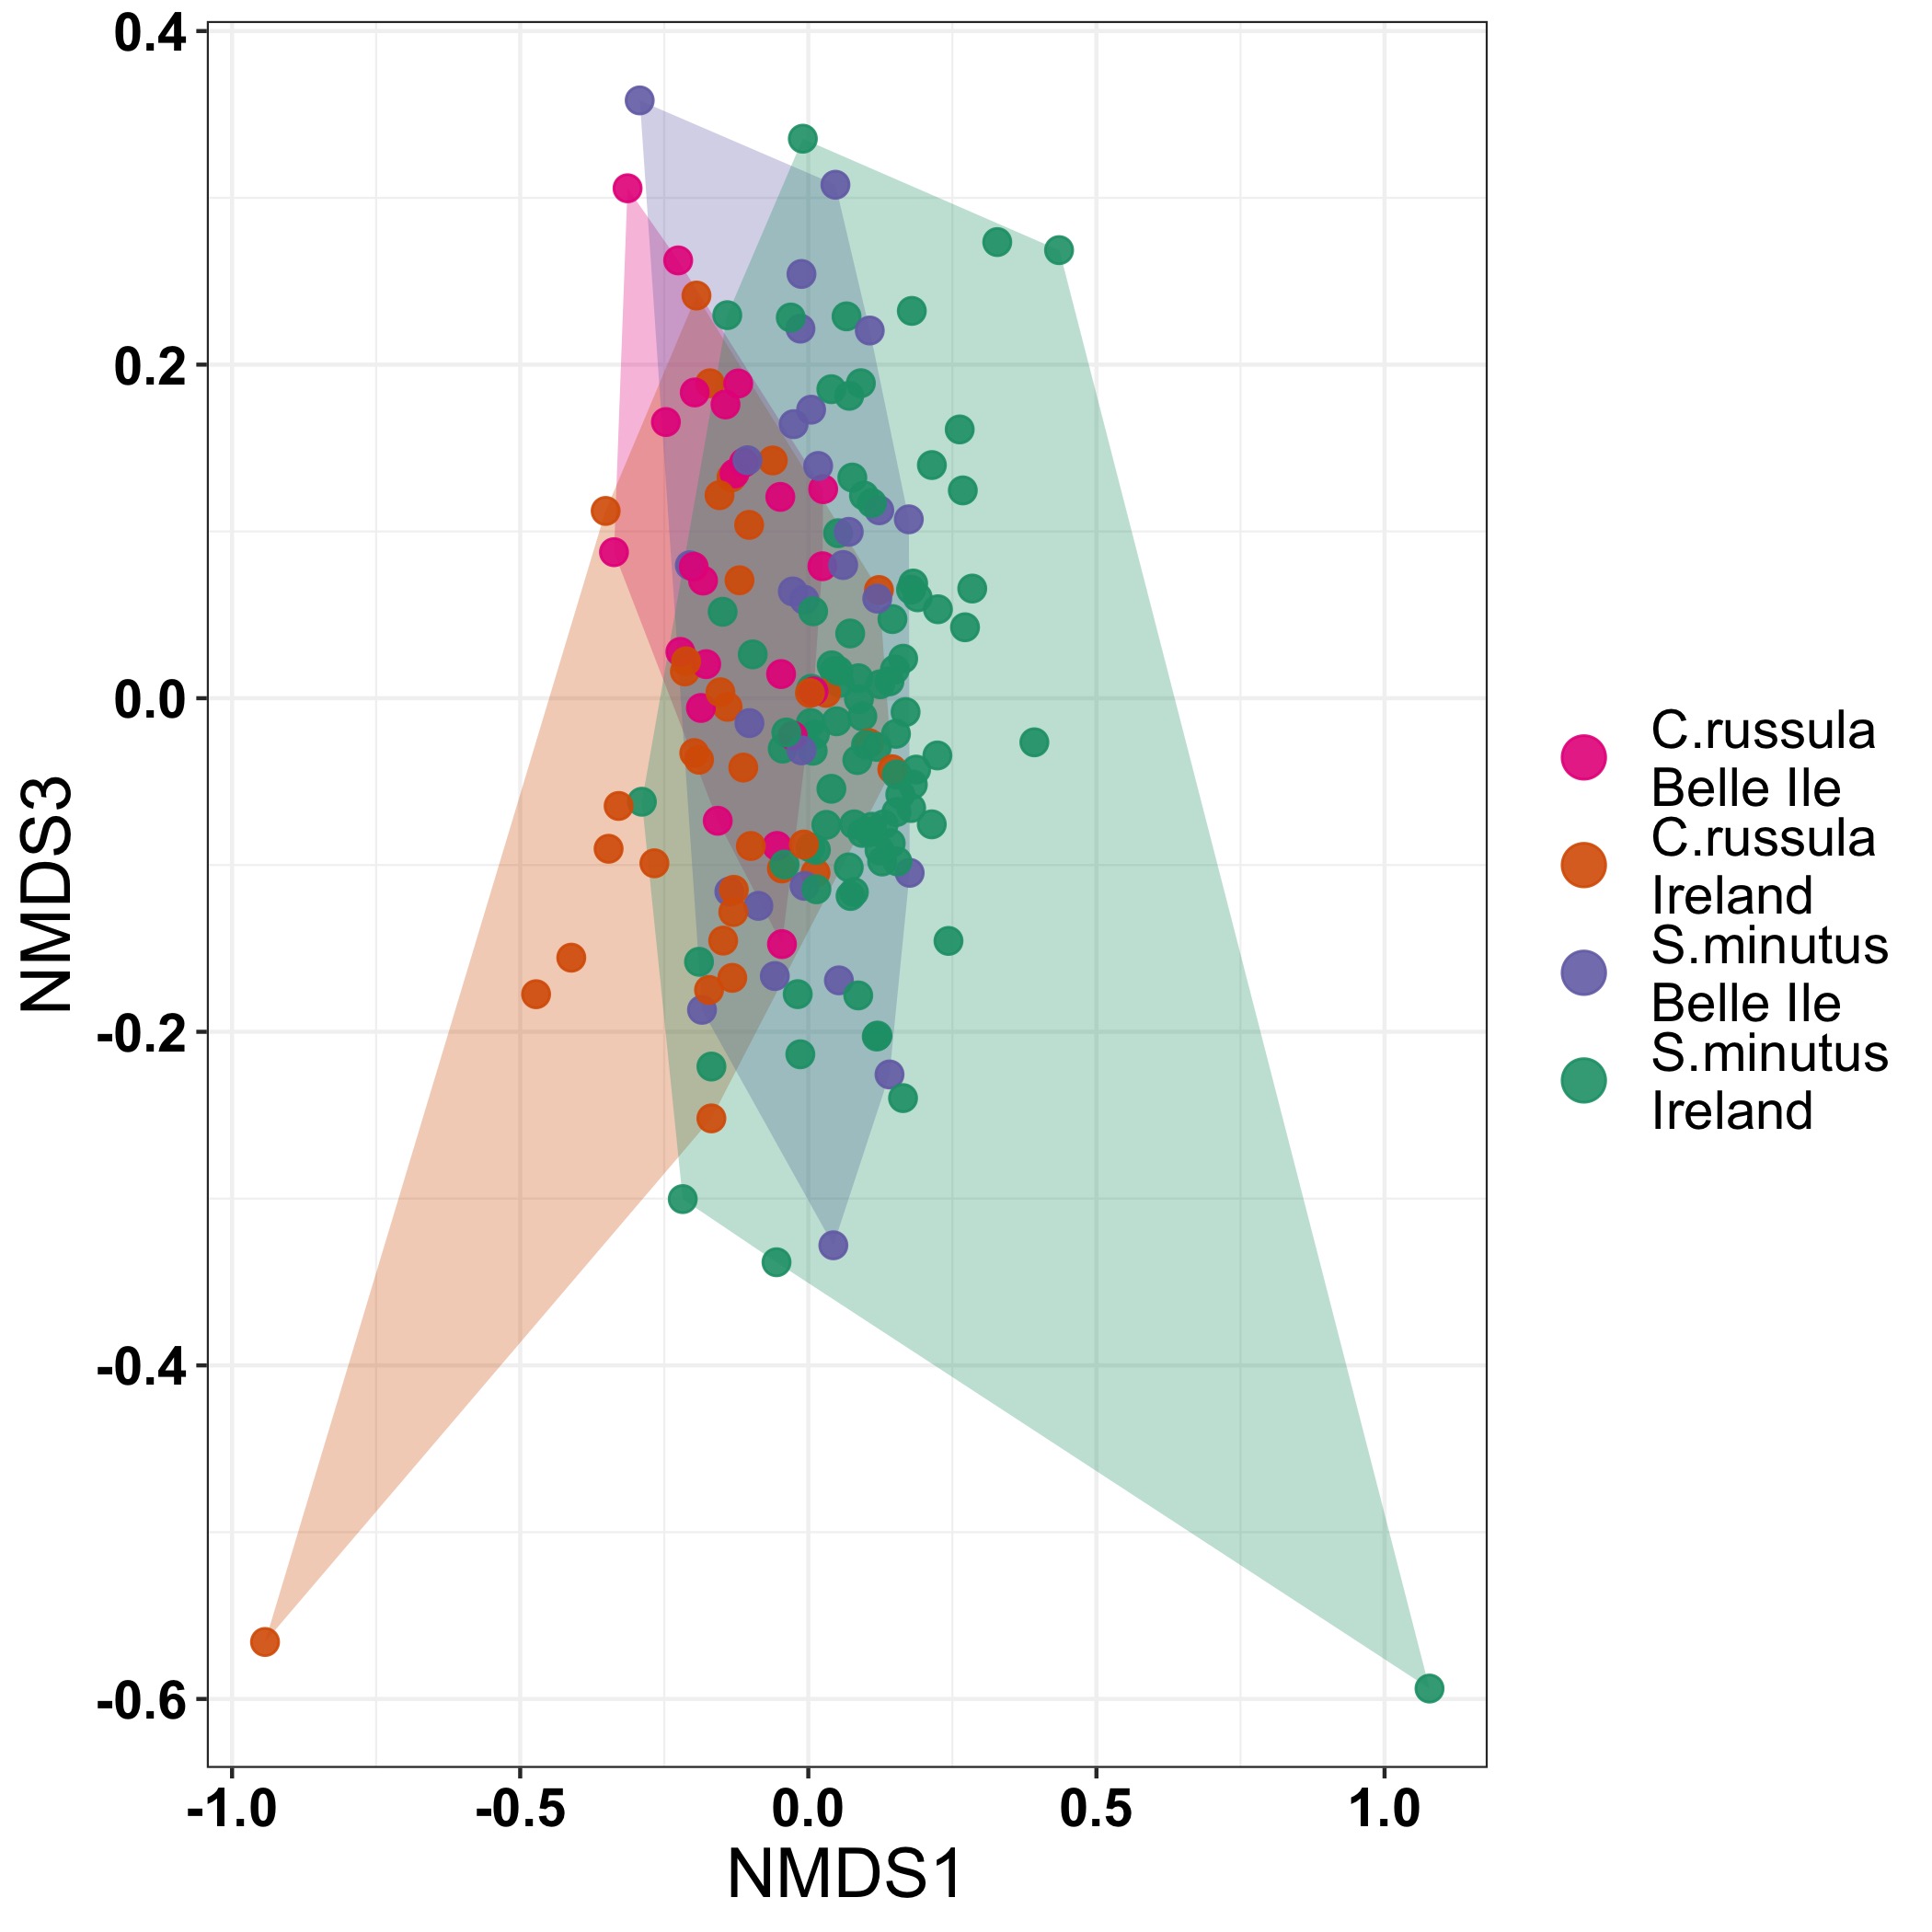 0.4
0.2
0.0
-0.2
-0.4
-0.6
NMDS3
-1.0 -0.5 0.0 0.5 1.0
NMDS1
C.russula
Belle Ile
C.russula
Ireland
S.minutus
Belle Ile
S.minutus
Ireland